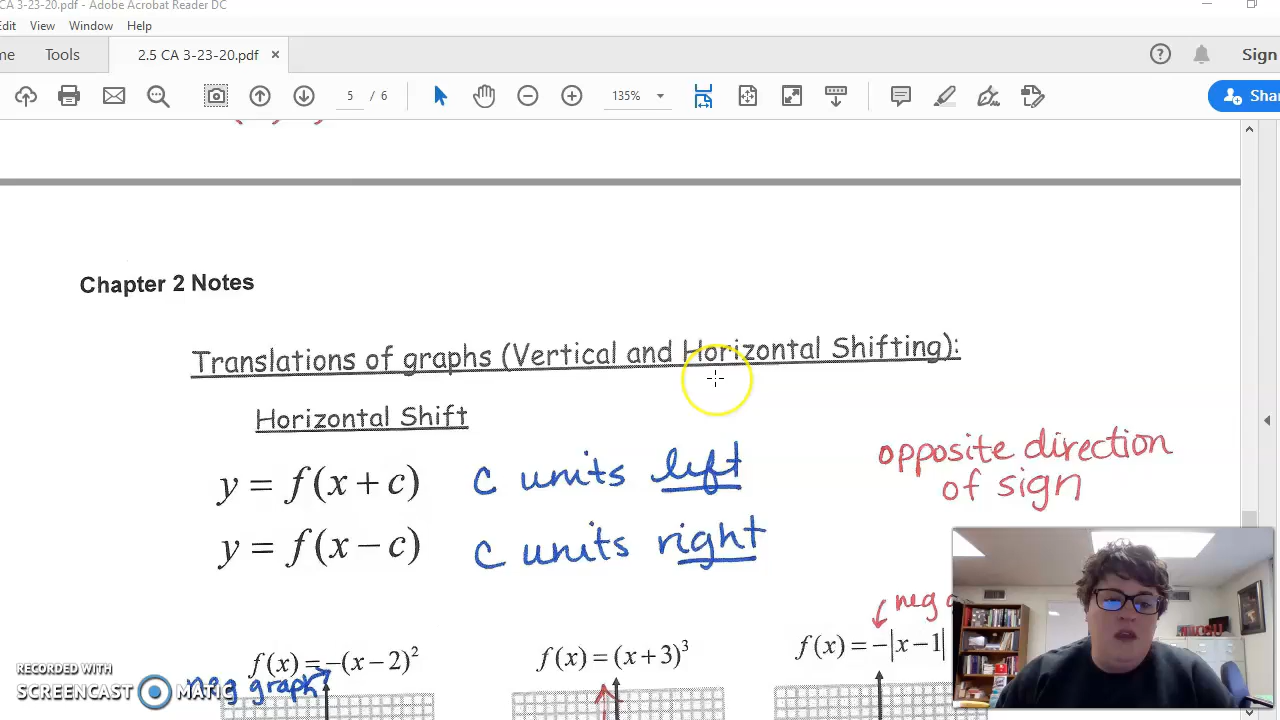 CA 3-23-20.pdf - Adobe Acrobat Reader DC
Edit View Window Help
Tools 2.5 CA 3-23-20.pdf × Sign
5 / 6 135%
Chapter 2 Notes
Translations of graphs (Vertical and Horizontal Shifting):
Horizontal Shift
y = f(x + c) c units left
opposite direction
of sign
y = f(x − c) c units right
neg
f(x) = −(x − 2)² f(x) = (x + 3)³ f(x) = −|x − 1|
neg graph
RECORDED WITH
SCREENCAST MATIC